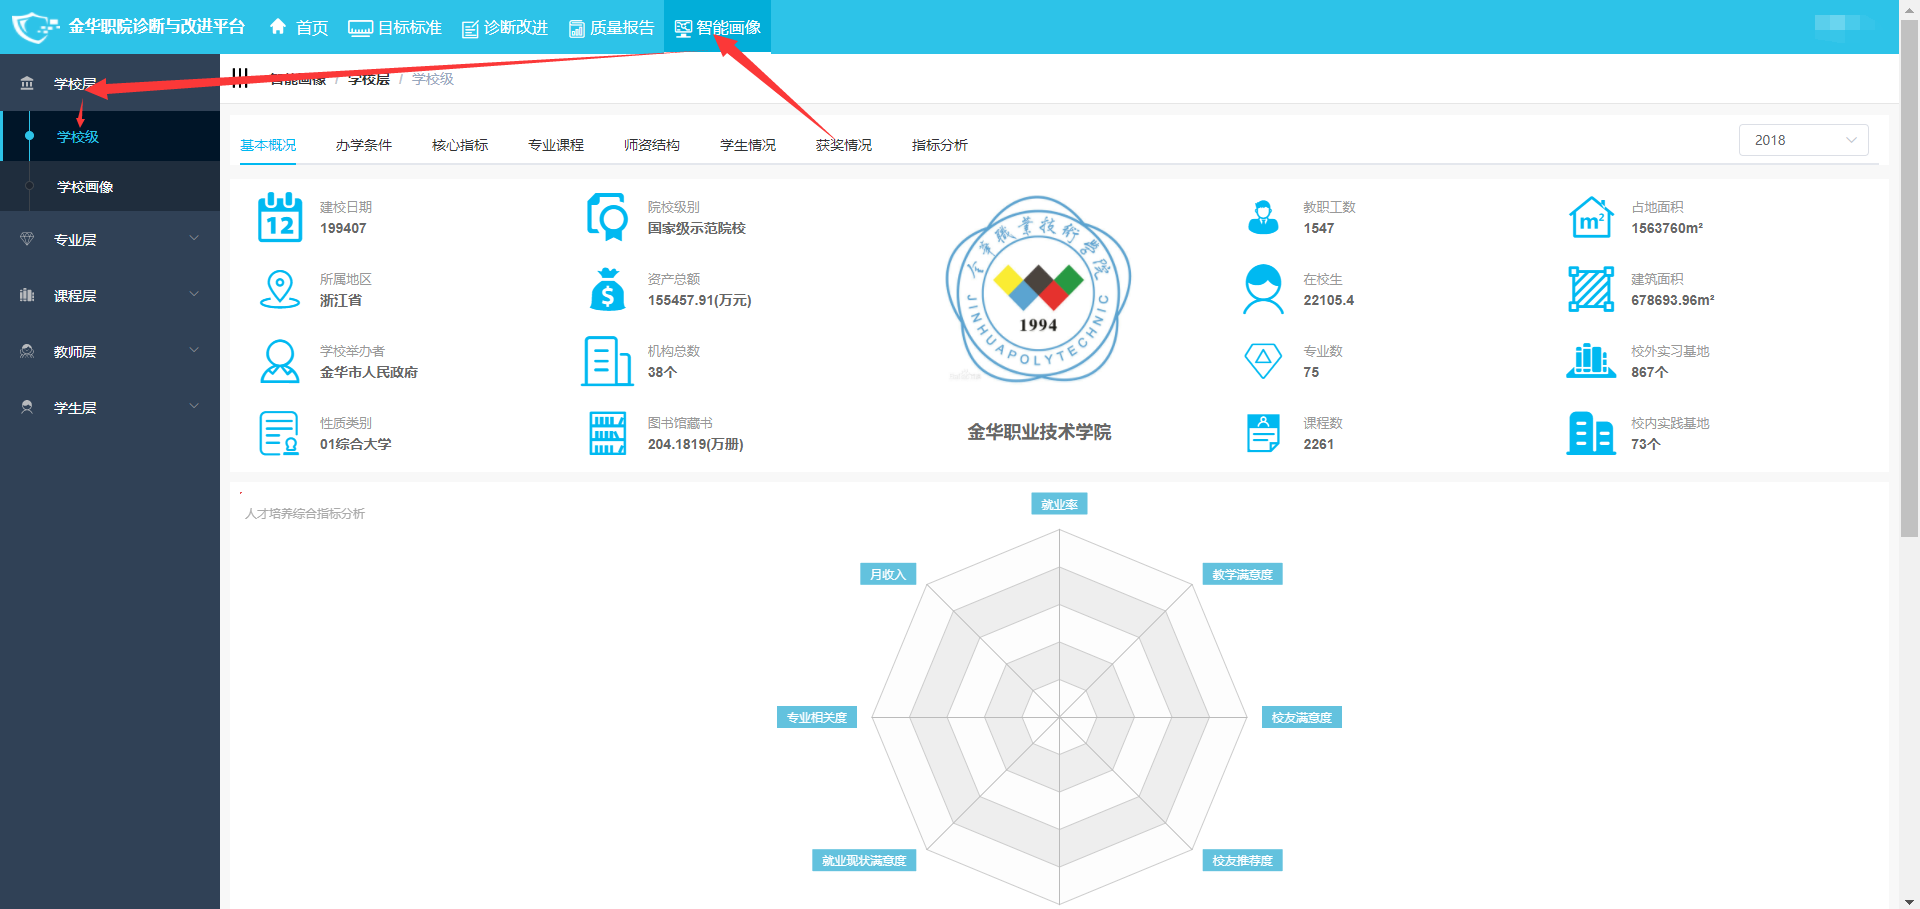 金华职院诊断与改进平台
首页
目标标准
诊断改进
质量报告
智能画像
学校层
学校级
学校画像
专业层
课程层
教师层
学生层
智能画像 / 学校层 / 学校级
基本概况
办学条件
核心指标
专业课程
师资结构
学生情况
获奖情况
指标分析
2018
12
建校日期
199407
所属地区
浙江省
学校举办者
金华市人民政府
性质类别
01综合大学
院校级别
国家级示范院校
$
资产总额
155457.91(万元)
机构总数
38个
图书馆藏书
204.1819(万册)
金华職業技術学院
1994
JINHUAPOLYTECHNIC
金华职业技术学院
教职工数
1547
在校生
22105.4
专业数
75
课程数
2261
m²
占地面积
1563760m²
建筑面积
678693.96m²
校外实习基地
867个
校内实践基地
73个
人才培养综合指标分析
就业率
月收入
教学满意度
专业相关度
校友满意度
就业现状满意度
校友推荐度